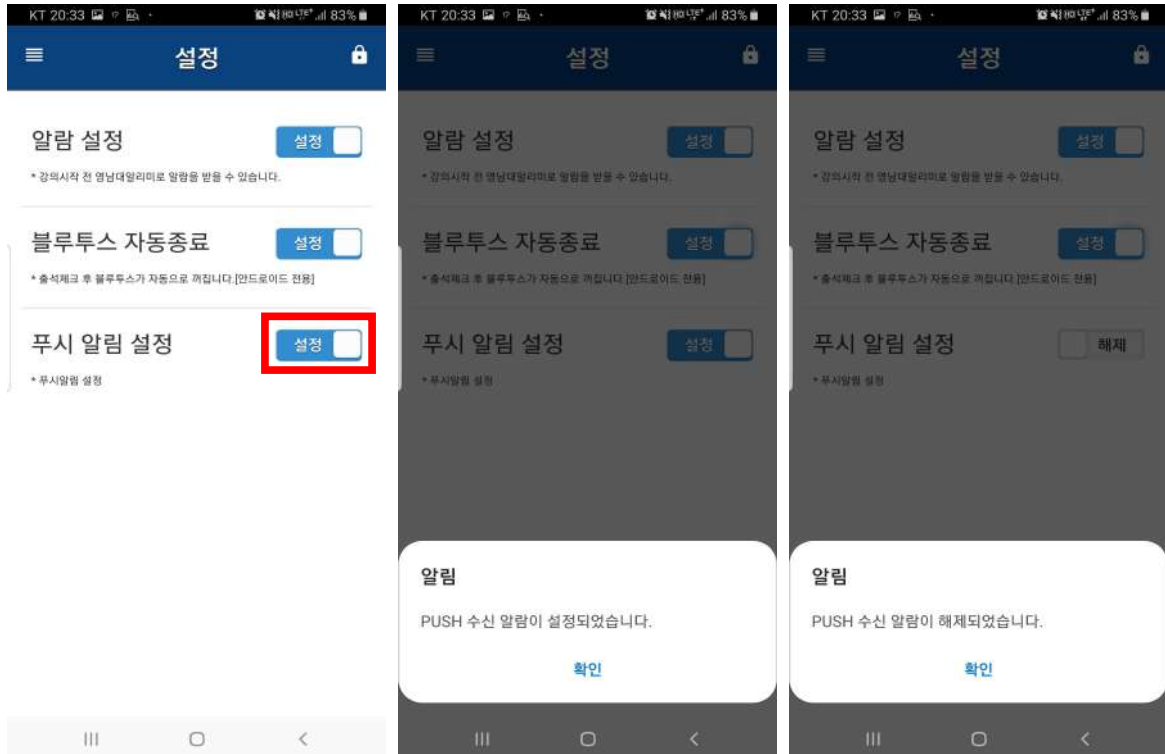 KT 20:33 83%
설정
알람 설정
설정
* 강의시작 전 영남대알리미로 알람을 받을 수 있습니다.
블루투스 자동종료
설정
* 출석체크 후 블루투스가 자동으로 꺼집니다.[안드로이드 전용]
푸시 알림 설정
설정
* 푸시알림 설정
KT 20:33 83%
설정
알람 설정
설정
* 강의시작 전 영남대알리미로 알람을 받을 수 있습니다.
블루투스 자동종료
설정
* 출석체크 후 블루투스가 자동으로 꺼집니다.[안드로이드 전용]
푸시 알림 설정
설정
* 푸시알림 설정
알림
PUSH 수신 알람이 설정되었습니다.
확인
KT 20:33 83%
설정
알람 설정
설정
* 강의시작 전 영남대알리미로 알람을 받을 수 있습니다.
블루투스 자동종료
설정
* 출석체크 후 블루투스가 자동으로 꺼집니다.[안드로이드 전용]
푸시 알림 설정
해제
* 푸시알림 설정
알림
PUSH 수신 알람이 해제되었습니다.
확인